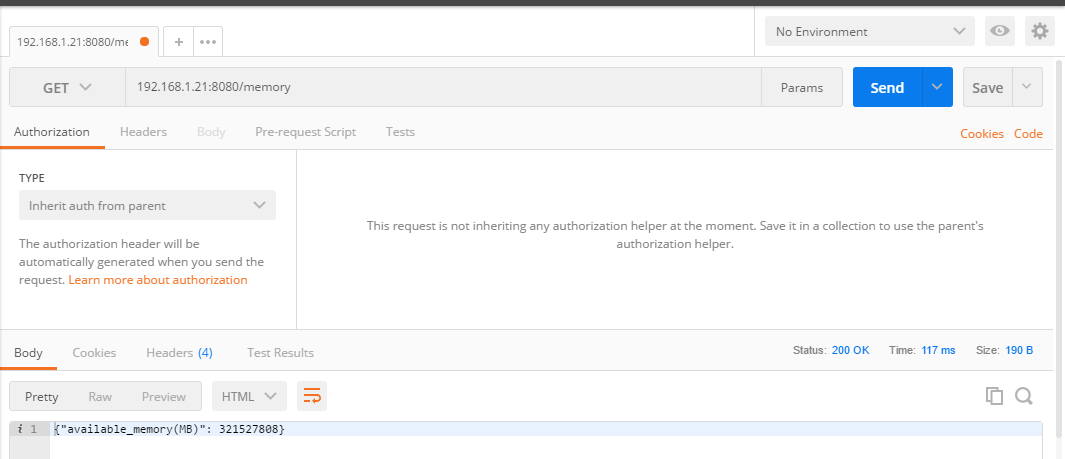 192.168.1.21:8080/me
+
•••
No Environment
GET
192.168.1.21:8080/memory
Params
Send
Save
Authorization
Headers
Body
Pre-request Script
Tests
Cookies
Code
TYPE
Inherit auth from parent
The authorization header will be
automatically generated when you send the
request. Learn more about authorization
This request is not inheriting any authorization helper at the moment. Save it in a collection to use the parent's
authorization helper.
Body
Cookies
Headers (4)
Test Results
Status: 200 OK
Time: 117 ms
Size: 190 B
Pretty
Raw
Preview
HTML
i 1
{"available_memory(MB)": 321527808}